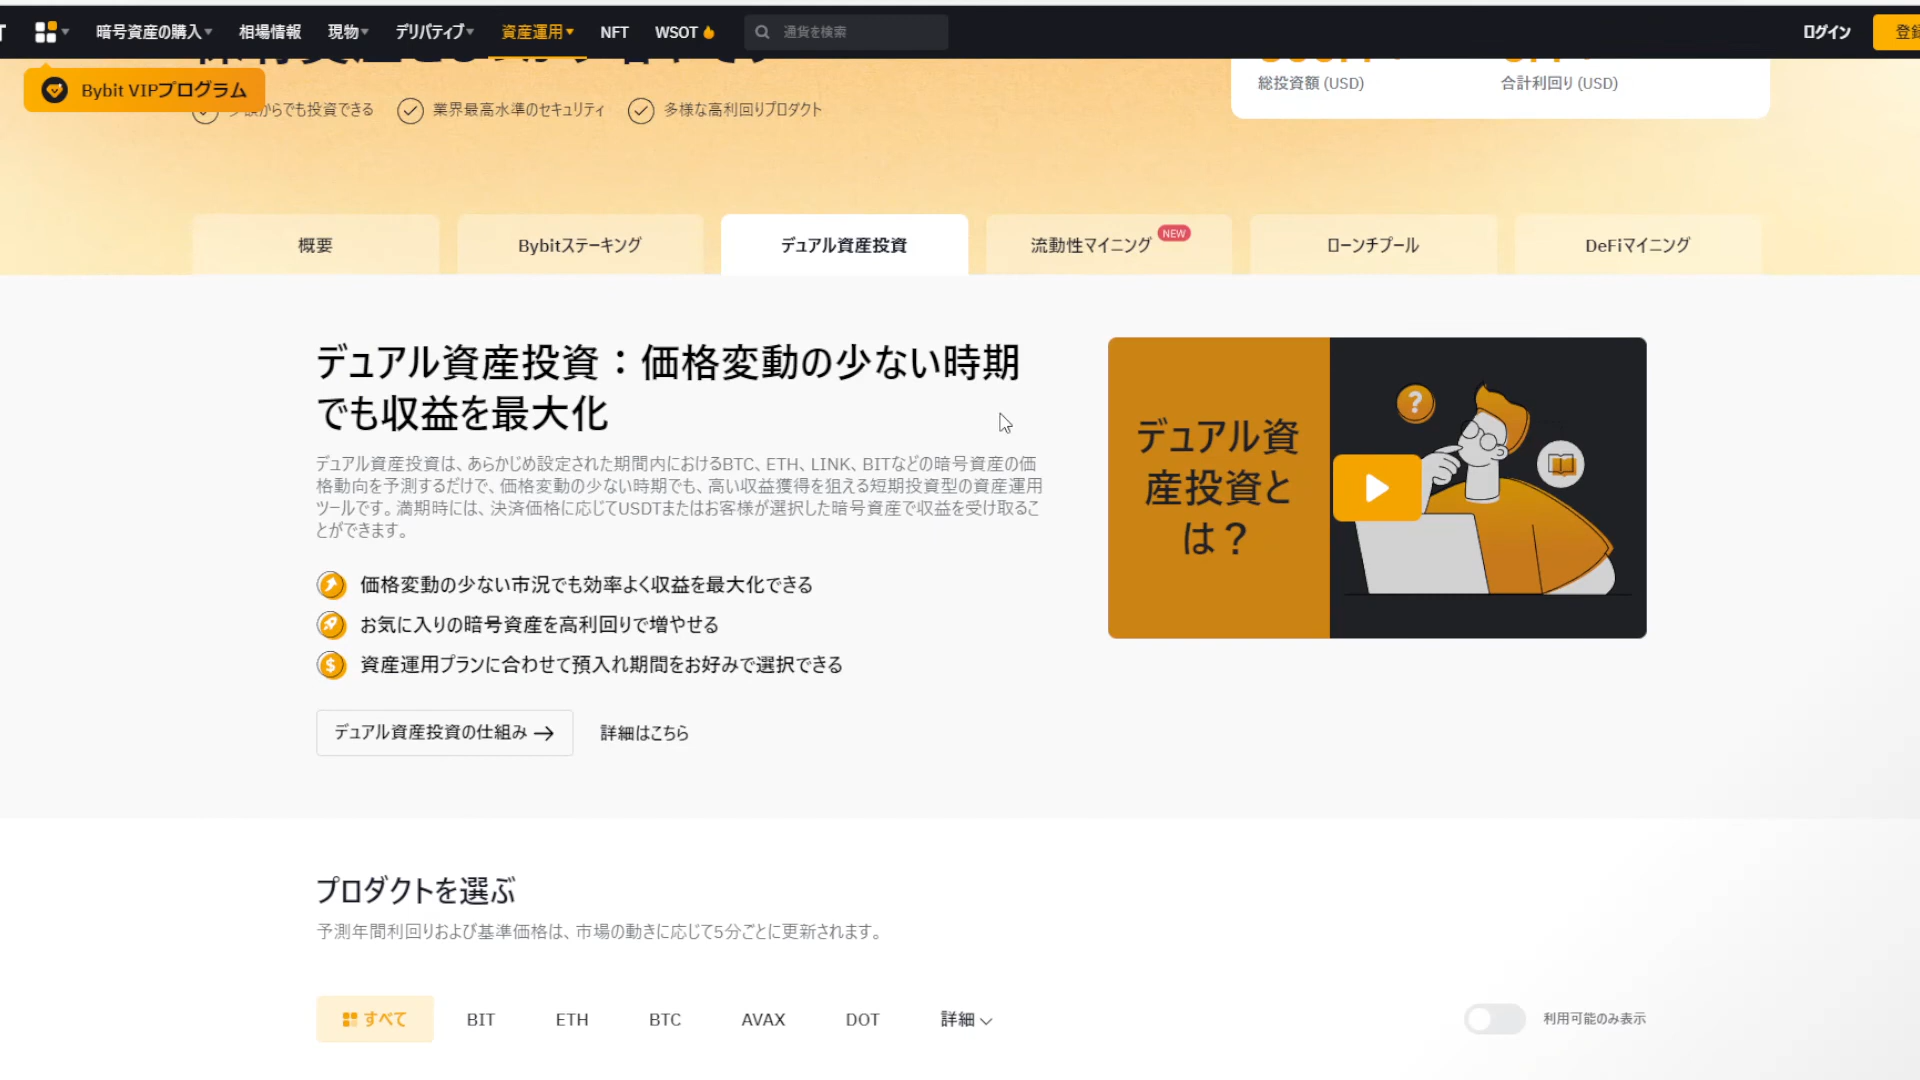 暗号資産の購入 相場情報 現物 デリバティブ 資産運用 NFT WSOT 通貨を検索 ログイン
Bybit VIPプログラム
からでも投資できる 業界最高水準のセキュリティ 多様な高利回りプロダクト
総投資額 (USD) 合計利回り (USD)
概要 Bybitステーキング デュアル資産投資 流動性マイニング NEW ローンチプール DeFiマイニング
デュアル資産投資：価格変動の少ない時期
でも収益を最大化
デュアル資産投資は、あらかじめ設定された期間内におけるBTC、ETH、LINK、BITなどの暗号資産の価
格動向を予測するだけで、価格変動の少ない時期でも、高い収益獲得を狙える短期投資型の資産運用
ツールです。満期時には、決済価格に応じてUSDTまたはお客様が選択した暗号資産で収益を受け取るこ
とができます。
価格変動の少ない市況でも効率よく収益を最大化できる
お気に入りの暗号資産を高利回りで増やせる
資産運用プランに合わせて預入れ期間をお好みで選択できる
デュアル資産投資の仕組み 詳細はこちら
デュアル資
産投資と
は？
プロダクトを選ぶ
予測年間利回りおよび基準価格は、市場の動きに応じて5分ごとに更新されます。
すべて BIT ETH BTC AVAX DOT 詳細 利用可能のみ表示